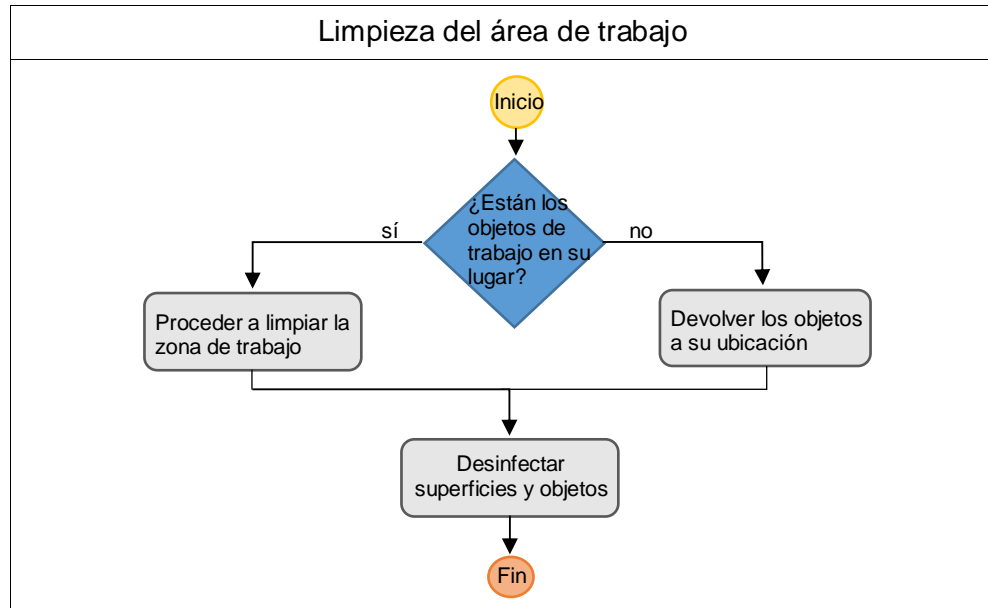 Limpieza del área de trabajo
Inicio
¿Están los
objetos de
trabajo en su
lugar?
sí
no
Proceder a limpiar la
zona de trabajo
Devolver los objetos
a su ubicación
Desinfectar
superficies y objetos
Fin